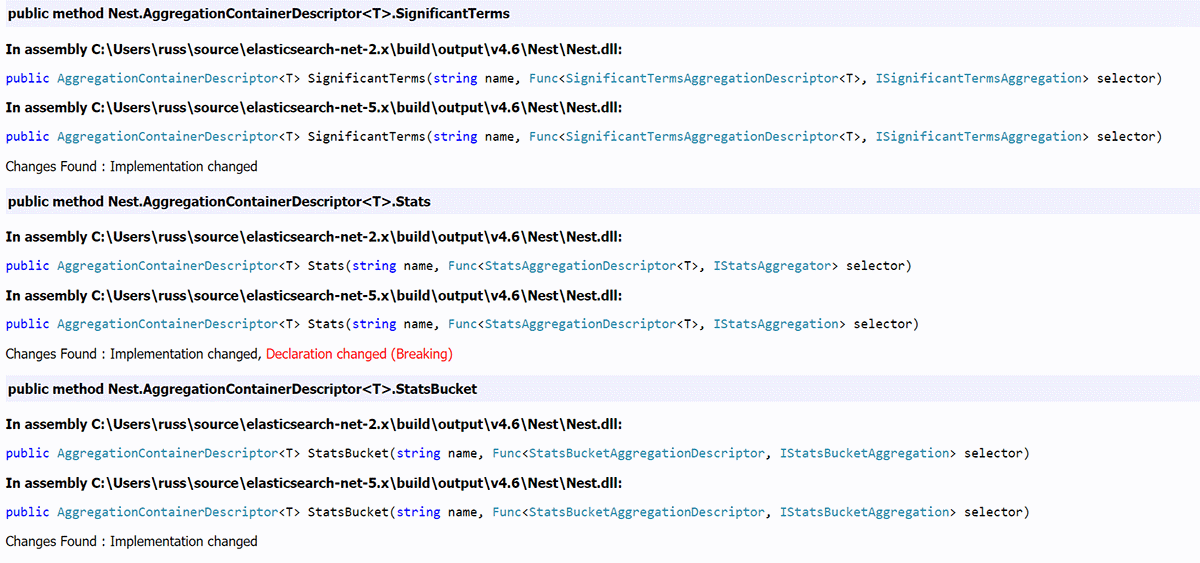 public method Nest.AggregationContainerDescriptor<T>.SignificantTerms
In assembly C:\Users\russ\source\elasticsearch-net-2.x\build\output\v4.6\Nest\Nest.dll:
public AggregationContainerDescriptor<T> SignificantTerms(string name, Func<SignificantTermsAggregationDescriptor<T>, ISignificantTermsAggregation> selector)
In assembly C:\Users\russ\source\elasticsearch-net-5.x\build\output\v4.6\Nest\Nest.dll:
public AggregationContainerDescriptor<T> SignificantTerms(string name, Func<SignificantTermsAggregationDescriptor<T>, ISignificantTermsAggregation> selector)
Changes Found : Implementation changed
public method Nest.AggregationContainerDescriptor<T>.Stats
In assembly C:\Users\russ\source\elasticsearch-net-2.x\build\output\v4.6\Nest\Nest.dll:
public AggregationContainerDescriptor<T> Stats(string name, Func<StatsAggregationDescriptor<T>, IStatsAggregator> selector)
In assembly C:\Users\russ\source\elasticsearch-net-5.x\build\output\v4.6\Nest\Nest.dll:
public AggregationContainerDescriptor<T> Stats(string name, Func<StatsAggregationDescriptor<T>, IStatsAggregation> selector)
Changes Found : Implementation changed, Declaration changed (Breaking)
public method Nest.AggregationContainerDescriptor<T>.StatsBucket
In assembly C:\Users\russ\source\elasticsearch-net-2.x\build\output\v4.6\Nest\Nest.dll:
public AggregationContainerDescriptor<T> StatsBucket(string name, Func<StatsBucketAggregationDescriptor, IStatsBucketAggregation> selector)
In assembly C:\Users\russ\source\elasticsearch-net-5.x\build\output\v4.6\Nest\Nest.dll:
public AggregationContainerDescriptor<T> StatsBucket(string name, Func<StatsBucketAggregationDescriptor, IStatsBucketAggregation> selector)
Changes Found : Implementation changed